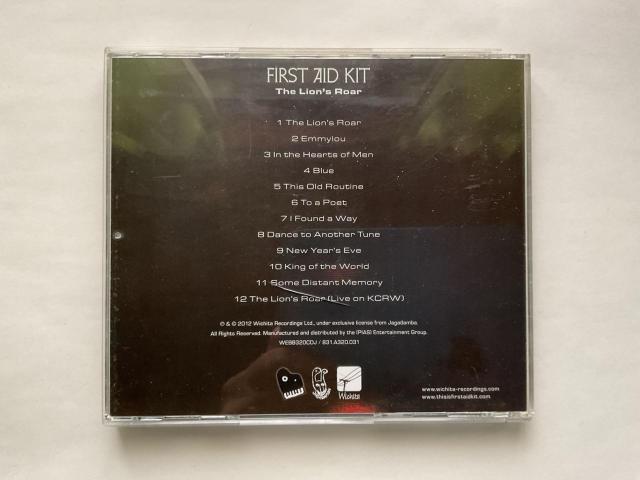 FIRST AID KIT
The Lion's Roar
1 The Lion's Roar
2 Emmylou
3 In the Hearts of Men
4 Blue
5 This Old Routine
6 To a Poet
7 I Found a Way
8 Dance to Another Tune
9 New Year's Eve
10 King of the World
11 Some Distant Memory
12 The Lion's Roar (Live on KCRW)
℗ & © 2012 Wichita Recordings Ltd., under exclusive license from Jagadamba.
All Rights Reserved. Manufactured and distributed by the [PIAS] Entertainment Group.
WEBB320CDJ / 931.A320.031
Wichita
www.wichita-recordings.com
www.thisisfirstaidkit.com